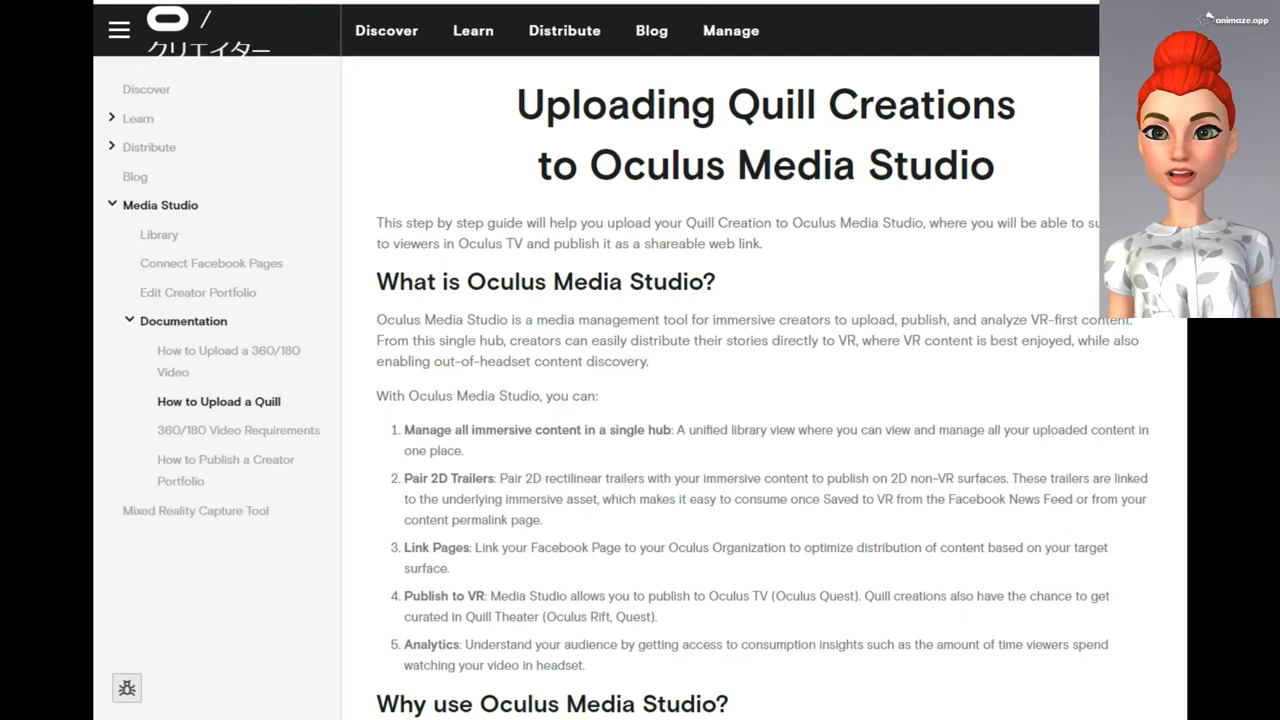 /
クリエイター
Discover Learn Distribute Blog Manage
animaze.app
Discover
Learn
Distribute
Blog
Media Studio
Library
Connect Facebook Pages
Edit Creator Portfolio
Documentation
How to Upload a 360/180
Video
How to Upload a Quill
360/180 Video Requirements
How to Publish a Creator
Portfolio
Mixed Reality Capture Tool
Uploading Quill Creations
to Oculus Media Studio
This step by step guide will help you upload your Quill Creation to Oculus Media Studio, where you will be able to
to viewers in Oculus TV and publish it as a shareable web link.
What is Oculus Media Studio?
Oculus Media Studio is a media management tool for immersive creators to upload, publish, and analyze VR-first content.
From this single hub, creators can easily distribute their stories directly to VR, where VR content is best enjoyed, while also
enabling out-of-headset content discovery.
With Oculus Media Studio, you can:
1. Manage all immersive content in a single hub: A unified library view where you can view and manage all your uploaded content in
one place.
2. Pair 2D Trailers: Pair 2D rectilinear trailers with your immersive content to publish on 2D non-VR surfaces. These trailers are linked
to the underlying immersive asset, which makes it easy to consume once Saved to VR from the Facebook News Feed or from your
content permalink page.
3. Link Pages: Link your Facebook Page to your Oculus Organization to optimize distribution of content based on your target
surface.
4. Publish to VR: Media Studio allows you to publish to Oculus TV (Oculus Quest). Quill creations also have the chance to get
curated in Quill Theater (Oculus Rift, Quest).
5. Analytics: Understand your audience by getting access to consumption insights such as the amount of time viewers spend
watching your video in headset.
Why use Oculus Media Studio?